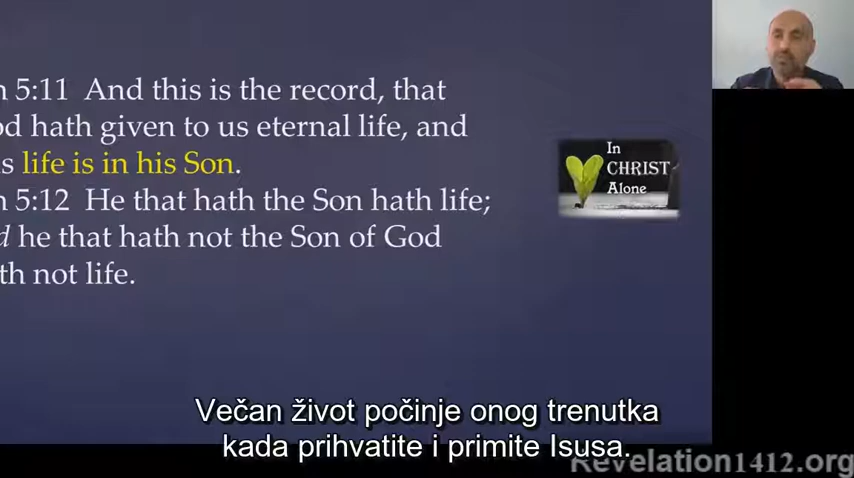 5:11 And this is the record, that
hath given to us eternal life, and
life is in his Son.
5:12 He that hath the Son hath life;
he that hath not the Son of God
not life.
In
CHRIST
Alone
Večan život počinje onog trenutka
kada prihvatite i primite Isusa.
Revelation1412.org